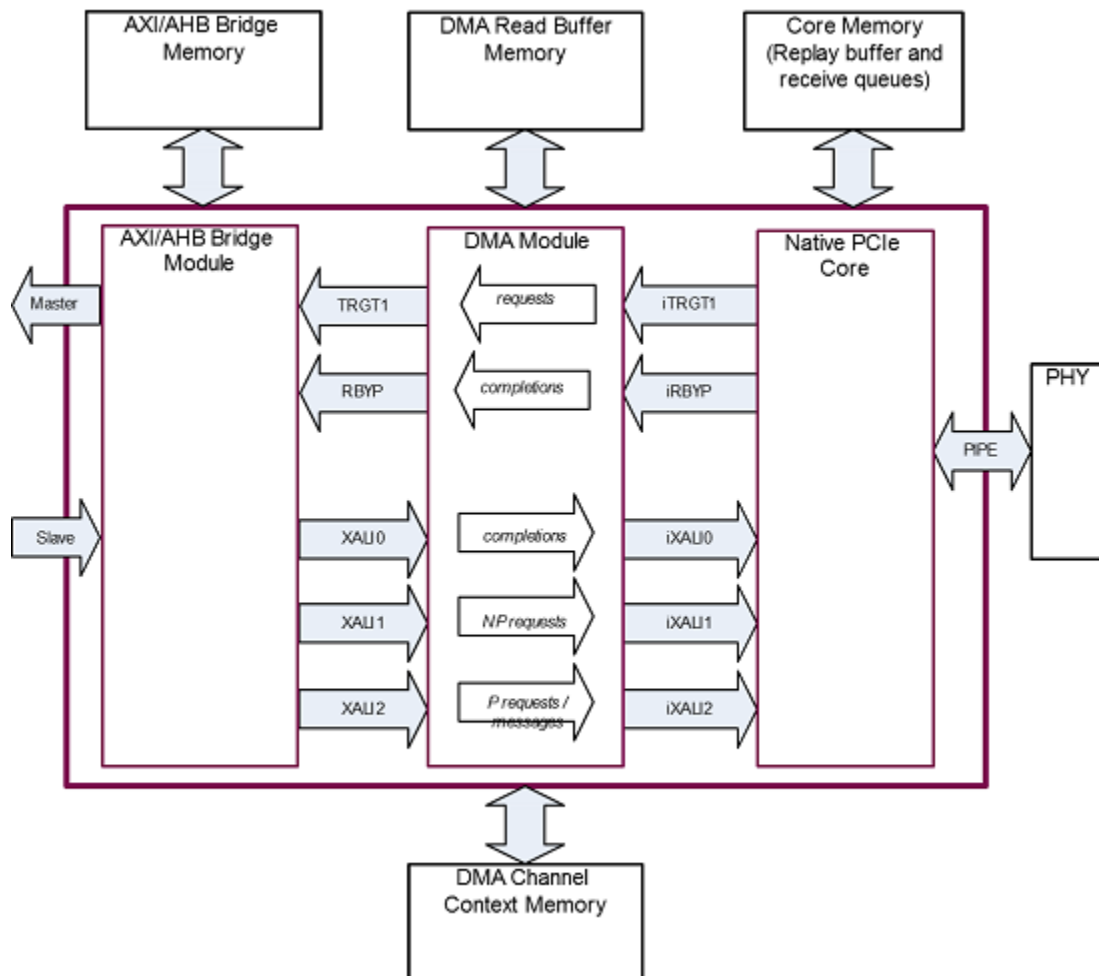 AXI/AHB Bridge
Memory
DMA Read Buffer
Memory
Core Memory
(Replay buffer and
receive queues)
AXI/AHB Bridge
Module
DMA Module
Native PCIe
Core
Master
TRGT1
requests
iTRGT1
RBYP
completions
iRBYP
PHY
PIPE
Slave
XALI0
completions
iXALI0
XALI1
NP requests
iXALI1
XALI2
P requests /
messages
iXALI2
DMA Channel
Context Memory